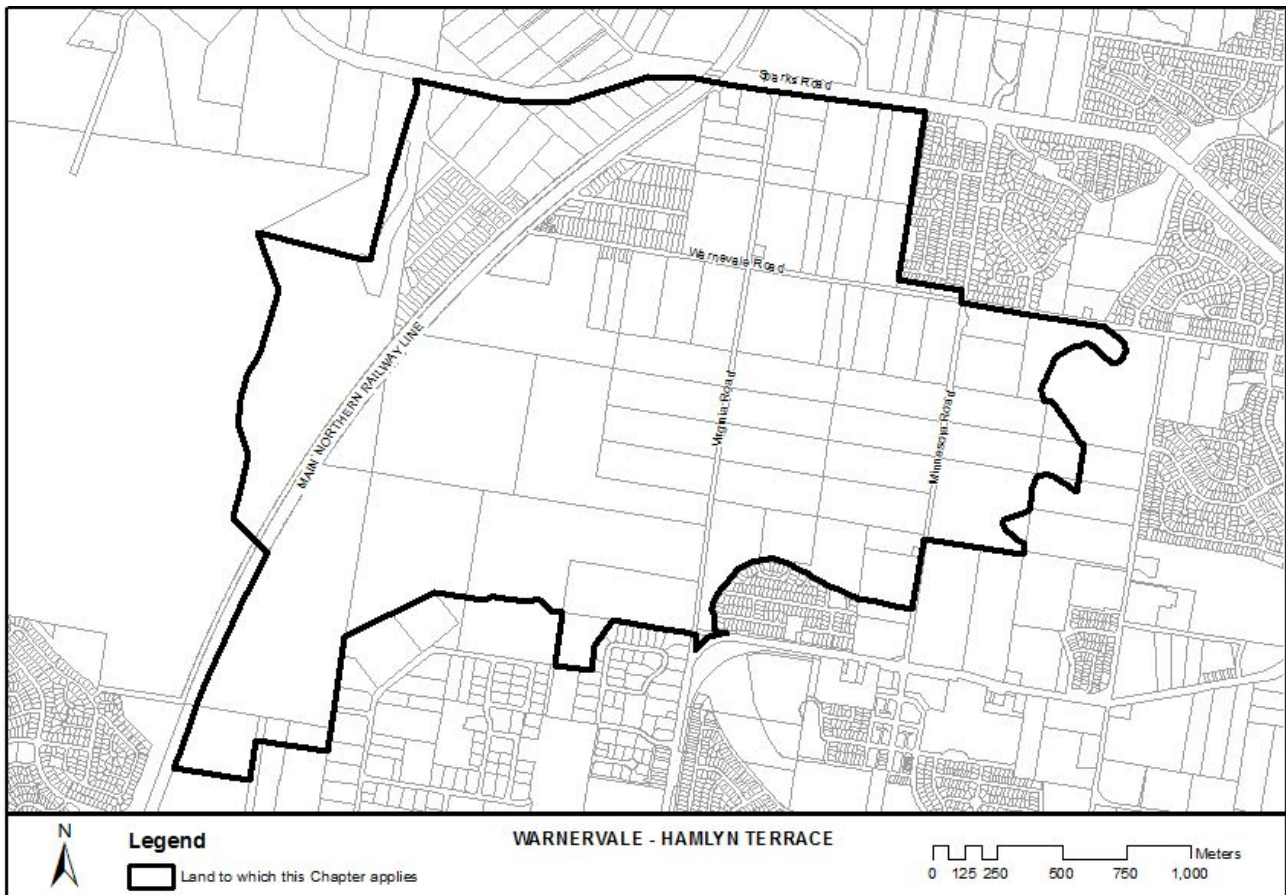 Sparks Road
Warnevale Road
MAIN NORTHERN RAILWAY LINE
Virginia Road
Minnesota Road
N
Legend
Land to which this Chapter applies
WARNERVALE - HAMLYN TERRACE
Meters
0 125 250 500 750 1,000